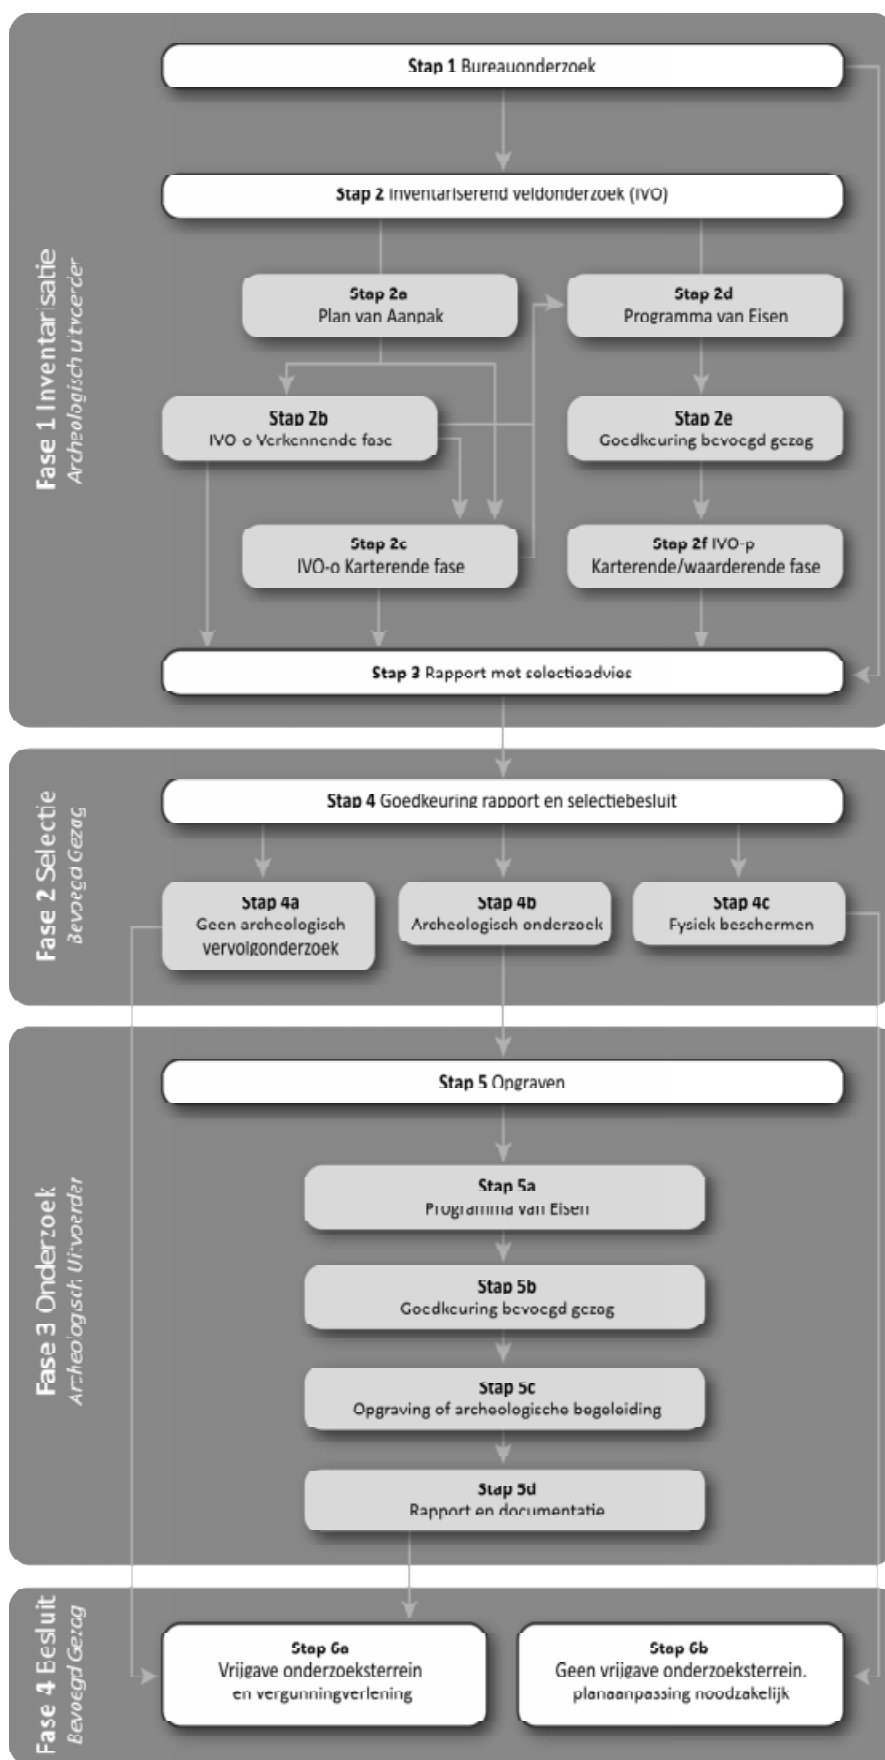 Fase 1 Inventarisatie
Archeologisch uitvoerder
Stap 1 Bureauonderzoek
Stap 2 Inventariserend veldonderzoek (IVO)
Stap 2a
Plan van Aanpak
Stap 2d
Programma van Eisen
Stap 2b
IVO-o Verkennende fase
Stap 2e
Goedkeuring bevoegd gezag
Stap 2c
IVO-o Karterende fase
Stap 2f IVO-p
Karterende/waarderende fase
Stap 3 Rapport met selectieadvies
Fase 2 Selectie
Bevoegd Gezag
Stap 4 Goedkeuring rapport en selectiebesluit
Stap 4a
Geen archeologisch
vervolgonderzoek
Stap 4b
Archeologisch onderzoek
Stap 4c
Fysiek beschermen
Fase 3 Onderzoek
Archeologisch Uitvoerder
Stap 5 Opgraven
Stap 5a
Programma van Eisen
Stap 5b
Goedkeuring bevoegd gezag
Stap 5c
Opgraving of archeologische begeleiding
Stap 5d
Rapport en documentatie
Fase 4 Besluit
Bevoegd Gezag
Stap 6a
Vrijgave onderzoeksterrein
en vergunningverlening
Stap 6b
Geen vrijgave onderzoeksterrein,
planaanpassing noodzakelijk